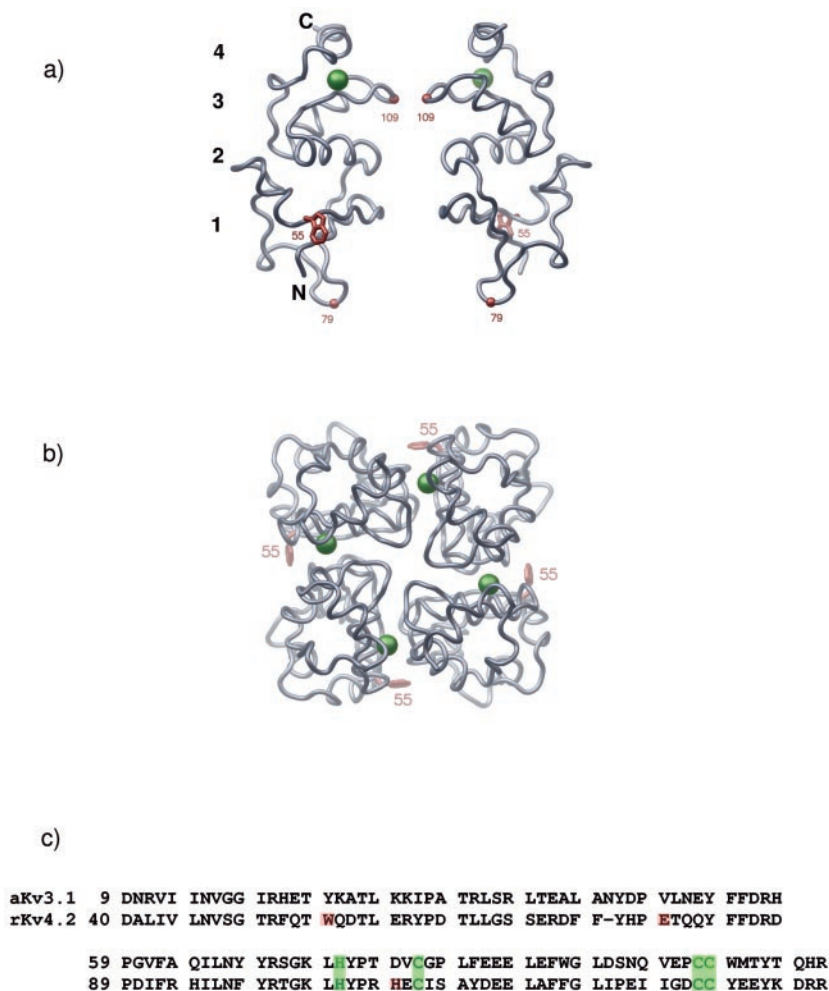 a)
C
4
3
2
1
N
109
109
55
55
79
79
b)
55
55
55
55
c)
aKv3.1 9 DNRVI INVGG IRHET YKATL KKIPA TRLSR LTEAL ANYDP VLNEY FFDRH
rKv4.2 40 DALIV LNVSG TRFQT WQDTL ERYPD TLLGS SERDF F-YHP ETQQY FFDRD
59 PGVFA QILNY YRSGK LHYPT DVCGP LFEEE LEFWG LDSNQ VEPCC WMTYT QHR
89 PDIFR HILNF YRTGK LHYPR HECIS AYDEE LAFFG LIPEI IGDCC YEEYK DRR